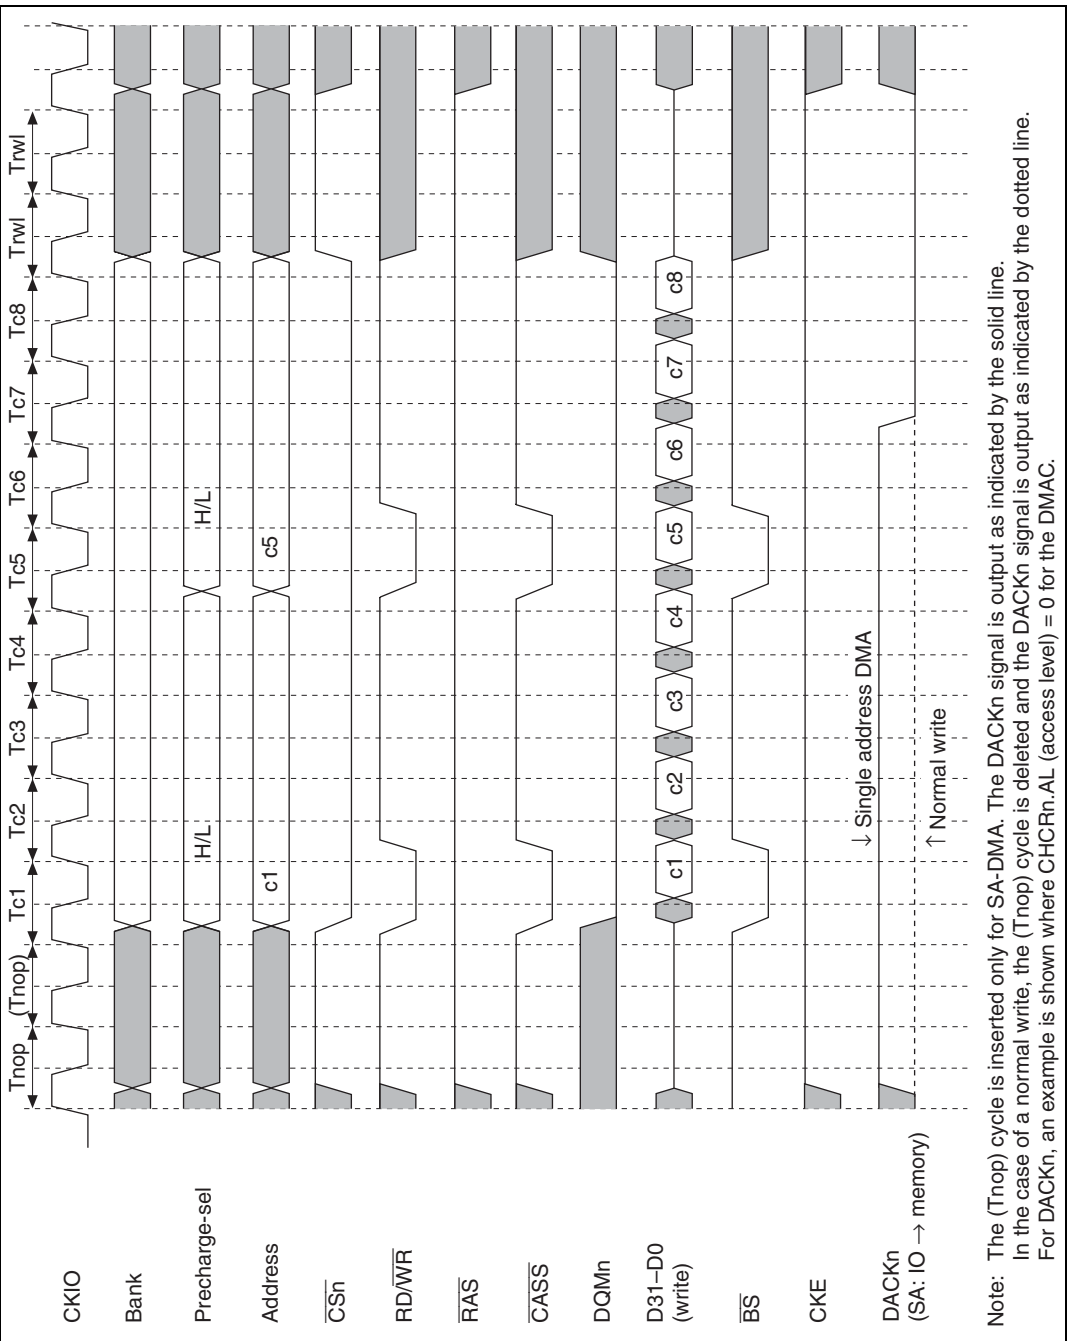 Tnop (Tnop) Tc1 Tc2 Tc3 Tc4 Tc5 Tc6 Tc7 Tc8 Trwl Trwl
CKIO
Bank
Precharge-sel H/L H/L
Address c1 c5
CSn
RD/WR
RAS
CASS
DQMn
D31–D0
(write)
c1 c2 c3 c4 c5 c6 c7 c8
BS
CKE
↓ Single address DMA
DACKn
(SA: IO → memory)
↑ Normal write
Note: The (Tnop) cycle is inserted only for SA-DMA. The DACKn signal is output as indicated by the solid line.
In the case of a normal write, the (Tnop) cycle is deleted and the DACKn signal is output as indicated by the dotted line.
For DACKn, an example is shown where CHCRn.AL (access level) = 0 for the DMAC.